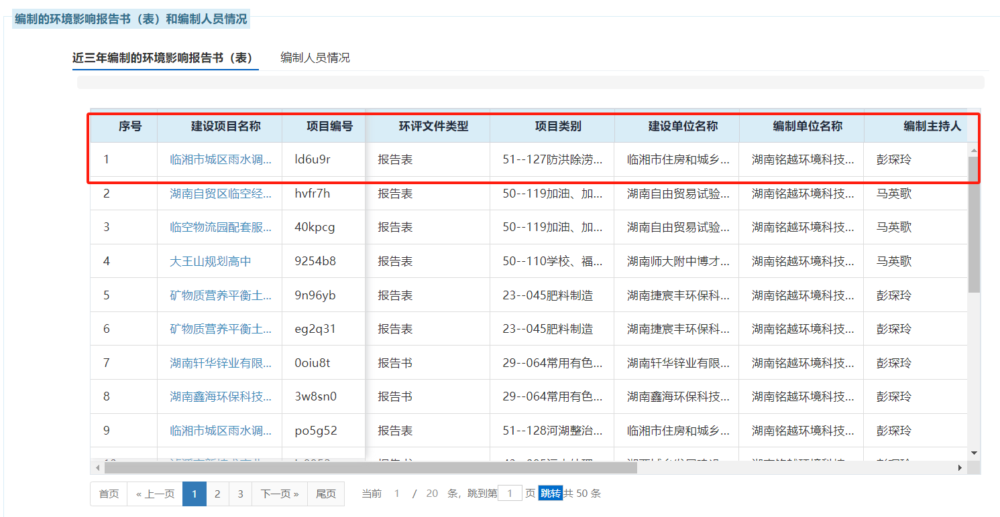 编制的环境影响报告书（表）和编制人员情况
近三年编制的环境影响报告书（表） 编制人员情况
序号 建设项目名称 项目编号 环评文件类型 项目类别 建设单位名称 编制单位名称 编制主持人
1 临湘市城区雨水调... ld6u9r 报告表 51--127防洪除涝... 临湘市住房和城乡... 湖南铭越环境科技... 彭琛玲
2 湖南自贸区临空经... hvfr7h 报告表 50--119加油、加... 湖南自由贸易试验... 湖南铭越环境科技... 马英歌
3 临空物流园配套服... 40kpcg 报告表 50--119加油、加... 湖南自由贸易试验... 湖南铭越环境科技... 马英歌
4 大王山规划高中 9254b8 报告表 50--110学校、福... 湖南师大附中博才... 湖南铭越环境科技... 马英歌
5 矿物质营养平衡土... 9n96yb 报告表 23--045肥料制造 湖南捷宸丰环保科... 湖南铭越环境科技... 彭琛玲
6 矿物质营养平衡土... eg2q31 报告表 23--045肥料制造 湖南捷宸丰环保科... 湖南铭越环境科技... 彭琛玲
7 湖南轩华锌业有限... 0oiu8t 报告书 29--064常用有色... 湖南轩华锌业有限... 湖南铭越环境科技... 彭琛玲
8 湖南鑫海环保科技... 3w8sn0 报告书 29--064常用有色... 湖南鑫海环保科技... 湖南铭越环境科技... 彭琛玲
9 临湘市城区雨水调... po5g52 报告表 51--128河湖整治... 临湘市住房和城乡... 湖南铭越环境科技... 彭琛玲
首页 « 上一页 1 2 3 下一页 » 尾页 当前 1 / 20 条，跳到第 1 页 跳转 共 50 条